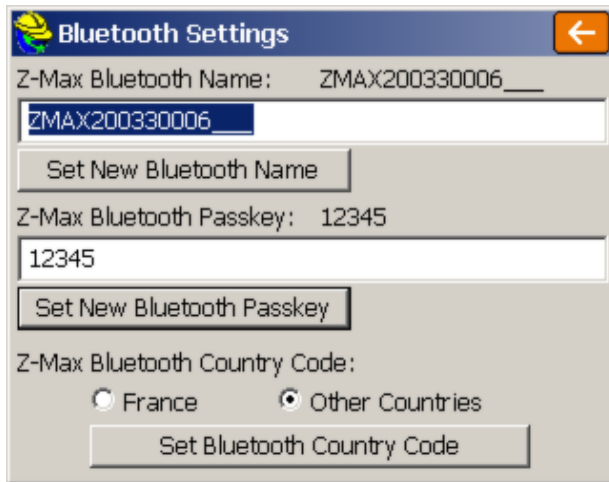 Bluetooth Settings
Z-Max Bluetooth Name: ZMAX200330006___
ZMAX200330006___
Set New Bluetooth Name
Z-Max Bluetooth Passkey: 12345
12345
Set New Bluetooth Passkey
Z-Max Bluetooth Country Code:
France Other Countries
Set Bluetooth Country Code